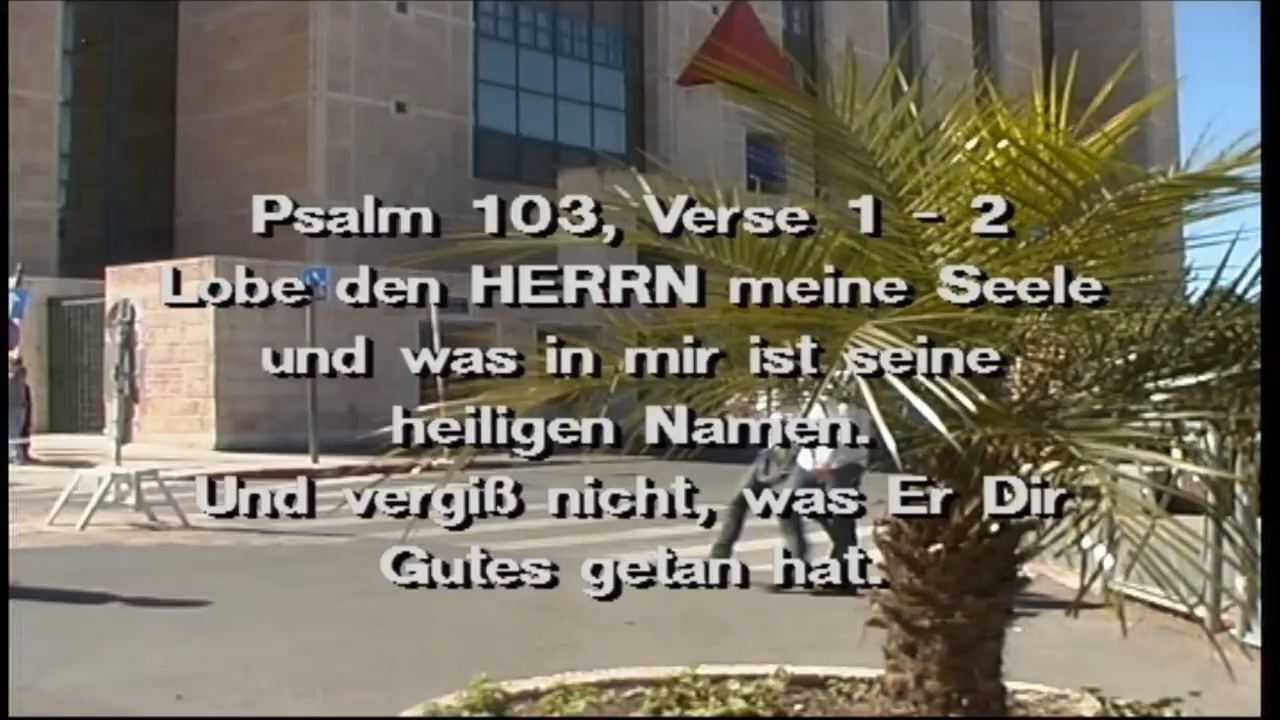 Psalm 103, Verse 1 - 2
Lobe den HERRN meine Seele
und was in mir ist seine
heiligen Namen.
Und vergiß nicht, was Er Dir
Gutes getan hat.